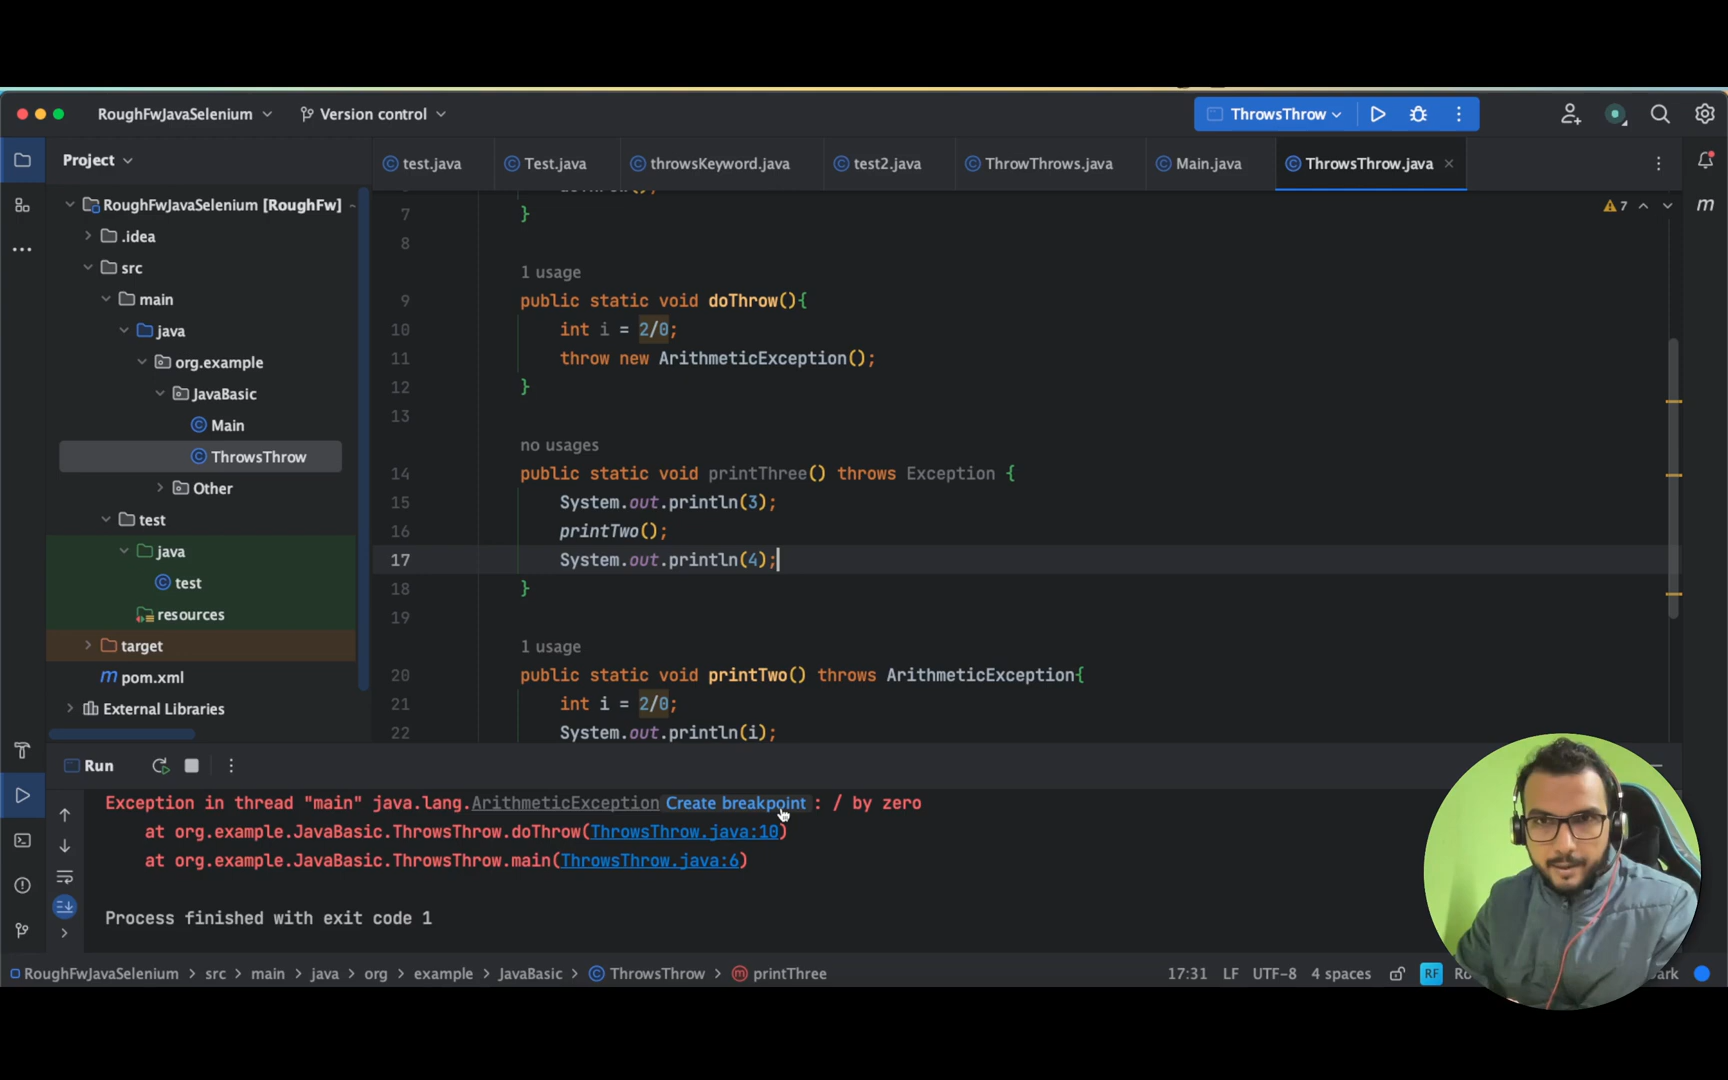 RoughFwJavaSelenium Version control ThrowsThrow
Project test.java Test.java throwsKeyword.java test2.java ThrowThrows.java Main.java ThrowsThrow.java
RoughFwJavaSelenium [RoughFw]
.idea
src
main
java
org.example
JavaBasic
Main
ThrowsThrow
Other
test
java
test
resources
target
pom.xml
External Libraries
7
7 }
8
1 usage
9 public static void doThrow(){
10 int i = 2/0;
11 throw new ArithmeticException();
12 }
13
no usages
14 public static void printThree() throws Exception {
15 System.out.println(3);
16 printTwo();
17 System.out.println(4);
18 }
19
1 usage
20 public static void printTwo() throws ArithmeticException{
21 int i = 2/0;
22 System.out.println(i);
Run
Exception in thread "main" java.lang.ArithmeticException Create breakpoint : / by zero
at org.example.JavaBasic.ThrowsThrow.doThrow(ThrowsThrow.java:10)
at org.example.JavaBasic.ThrowsThrow.main(ThrowsThrow.java:6)
Process finished with exit code 1
RoughFwJavaSelenium > src > main > java > org > example > JavaBasic > ThrowsThrow > printThree 17:31 LF UTF-8 4 spaces RF